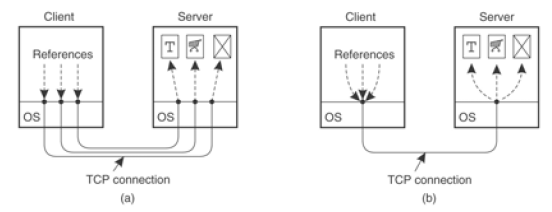 Client Server
References
T
OS OS
TCP connection
(a)
Client Server
References
T
OS OS
TCP connection
(b)